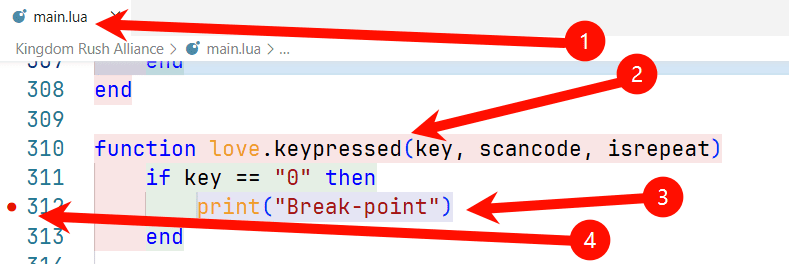 main.lua
1
Kingdom Rush Alliance > main.lua > ...
307 end
2
308 end
309
310 function love.keypressed(key, scancode, isrepeat)
311 if key == "0" then
312 print("Break-point")
3
313 end
4
314